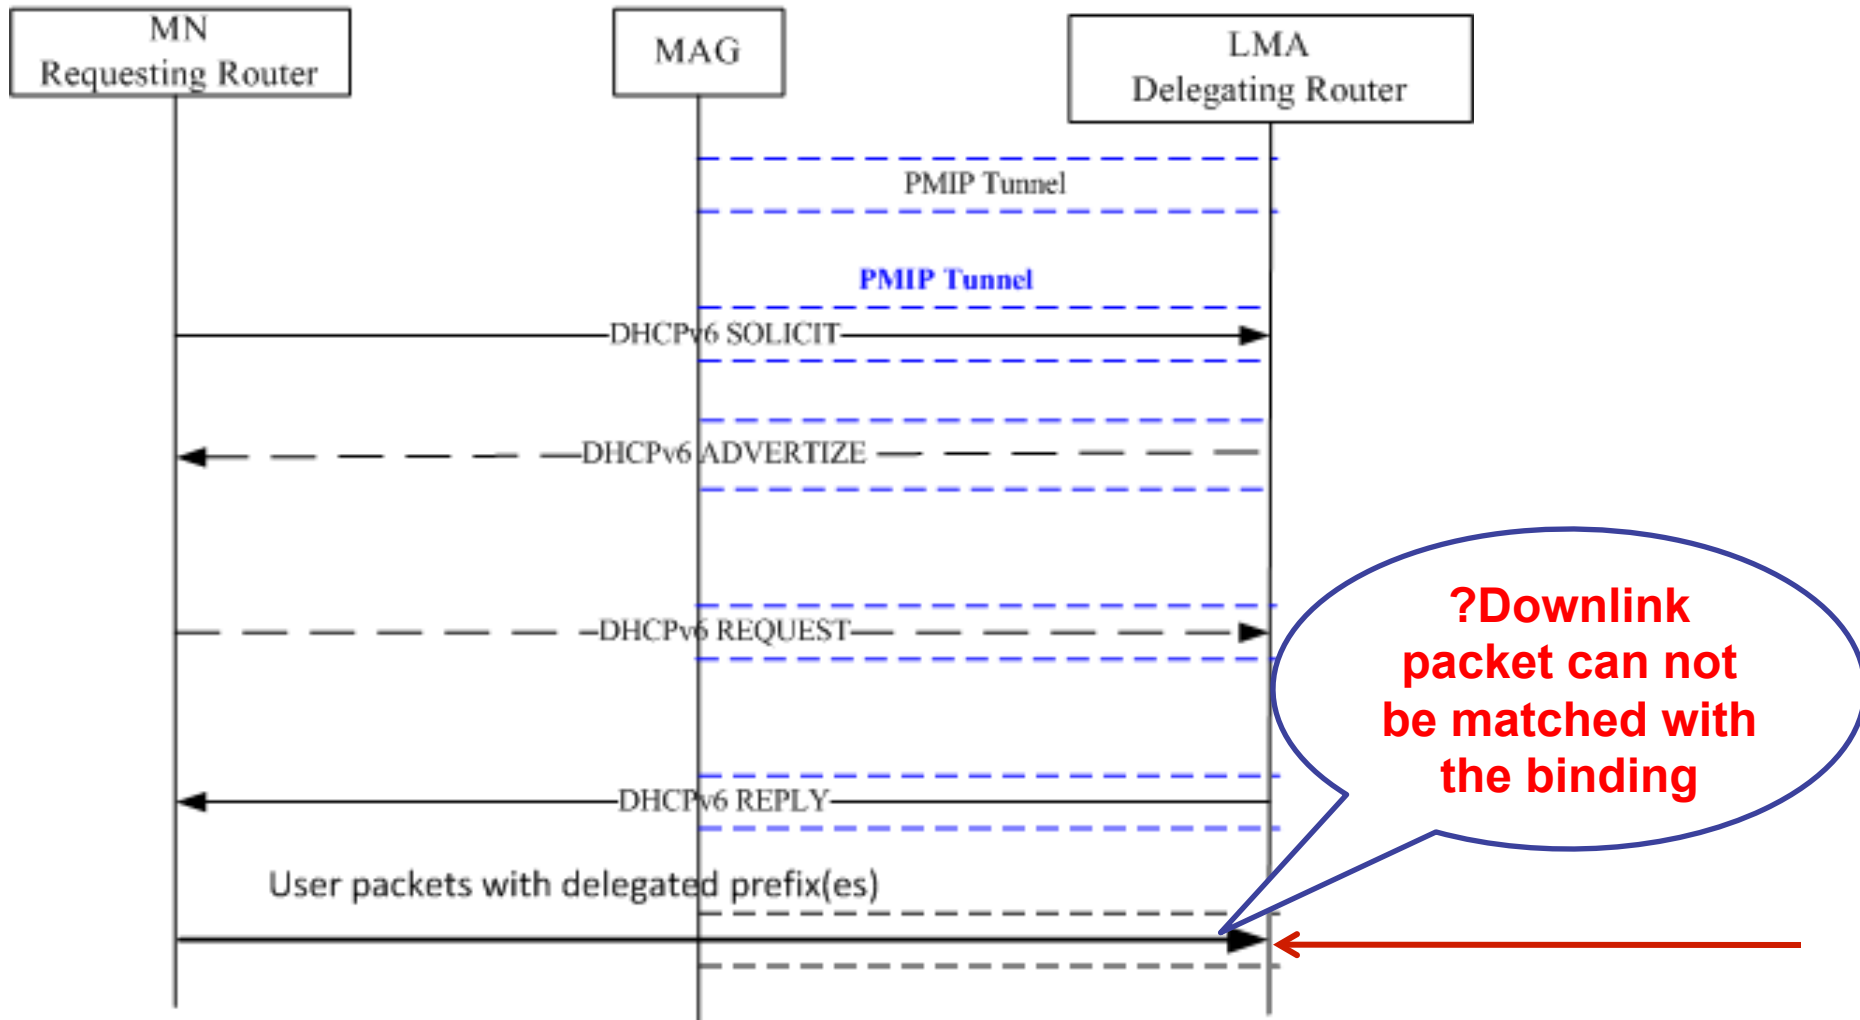 MN
Requesting Router
MAG
LMA
Delegating Router
PMIP Tunnel
PMIP Tunnel
DHCPv6 SOLICIT
DHCPv6 ADVERTIZE
DHCPv6 REQUEST
?Downlink
packet can not
be matched with
the binding
DHCPv6 REPLY
User packets with delegated prefix(es)